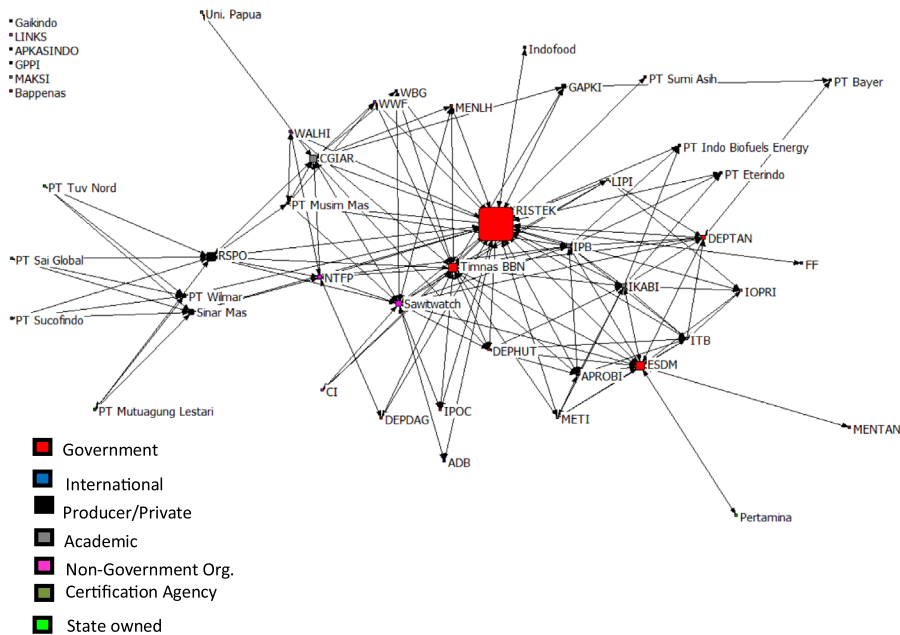 Uni. Papua
Gaikindo
LINKS
APKASINDO
GPPI
MAKSI
Bappenas
Indofood
PT Sumi Asih
PT Bayer
GAPKI
WBG
WWF
MENLH
WALHI
CGIAR
PT Indo Biofuels Energy
PT Eterindo
LIPI
PT Tuv Nord
PT Musim Mas
RISTEK
DEPTAN
IPB
RSPO
PT Sai Global
Timnas BBN
FF
NTFP
IKABI
IOPRI
PT Wilmar
Sawitwatch
Sinar Mas
PT Sucofindo
ITB
DEPHUT
ESDM
APROBI
CI
PT Mutuagung Lestari
IPOC
DEPDAG
METI
MENTAN
Government
ADB
International
Producer/Private
Pertamina
Academic
Non-Government Org.
Certification Agency
State owned